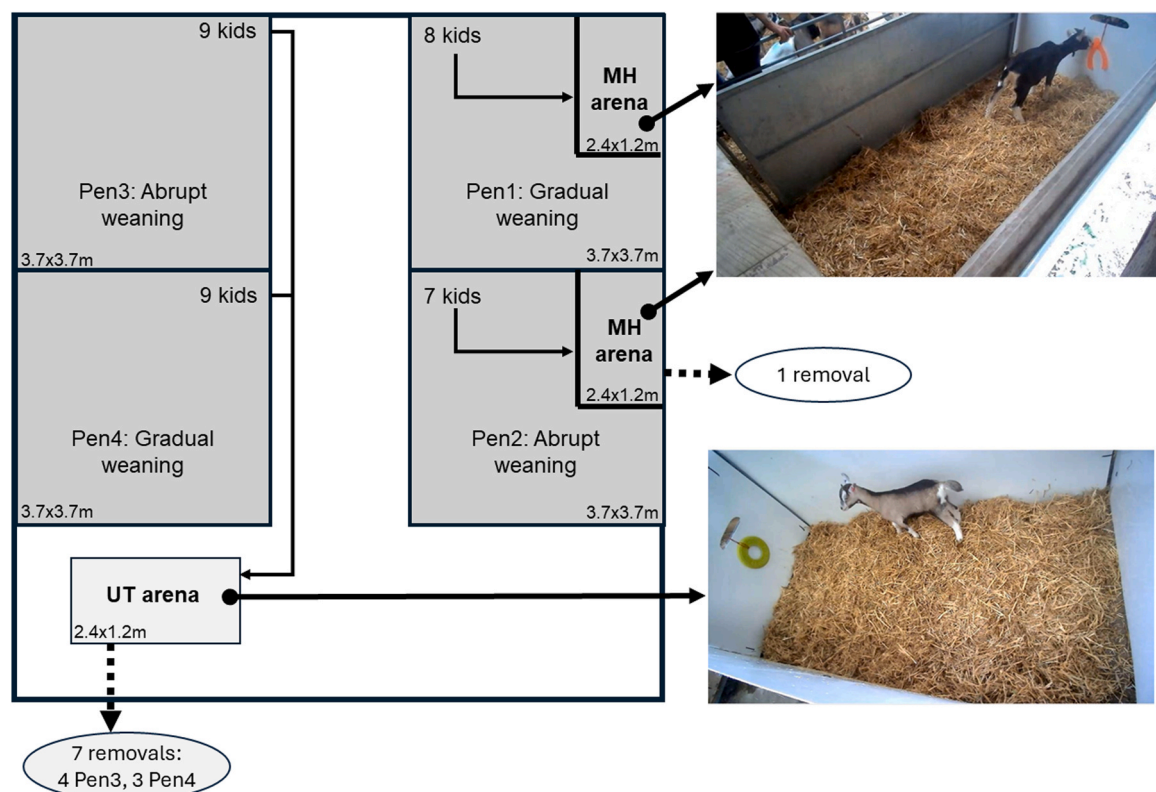 9 kids
Pen3: Abrupt
weaning
3.7x3.7m
9 kids
Pen4: Gradual
weaning
3.7x3.7m
8 kids
MH
arena
2.4x1.2m
Pen1: Gradual
weaning
3.7x3.7m
7 kids
MH
arena
2.4x1.2m
Pen2: Abrupt
weaning
3.7x3.7m
1 removal
UT arena
2.4x1.2m
7 removals:
4 Pen3, 3 Pen4